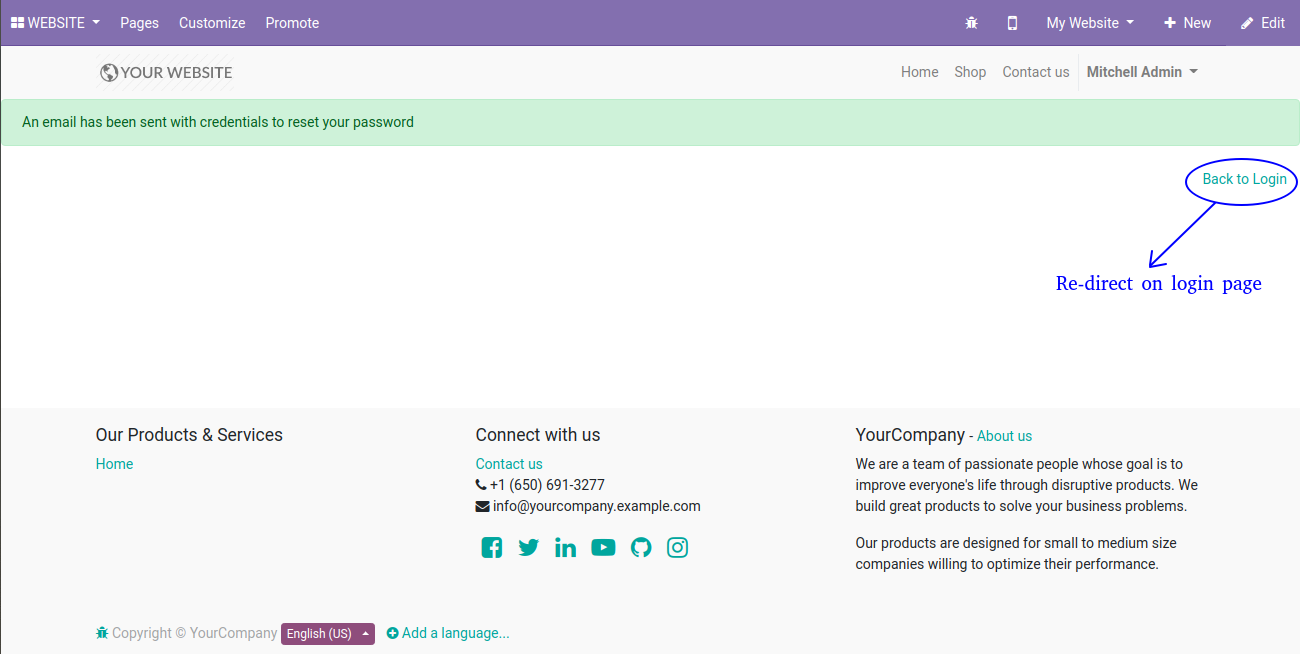 WEBSITE Pages Customize Promote My Website New Edit
YOUR WEBSITE Home Shop Contact us Mitchell Admin
An email has been sent with credentials to reset your password
Back to Login
Re-direct on login page
Our Products & Services
Home
Connect with us
Contact us
+1 (650) 691-3277
info@yourcompany.example.com
YourCompany - About us
We are a team of passionate people whose goal is to
improve everyone's life through disruptive products. We
build great products to solve your business problems.
Our products are designed for small to medium size
companies willing to optimize their performance.
Copyright © YourCompany English (US) Add a language...